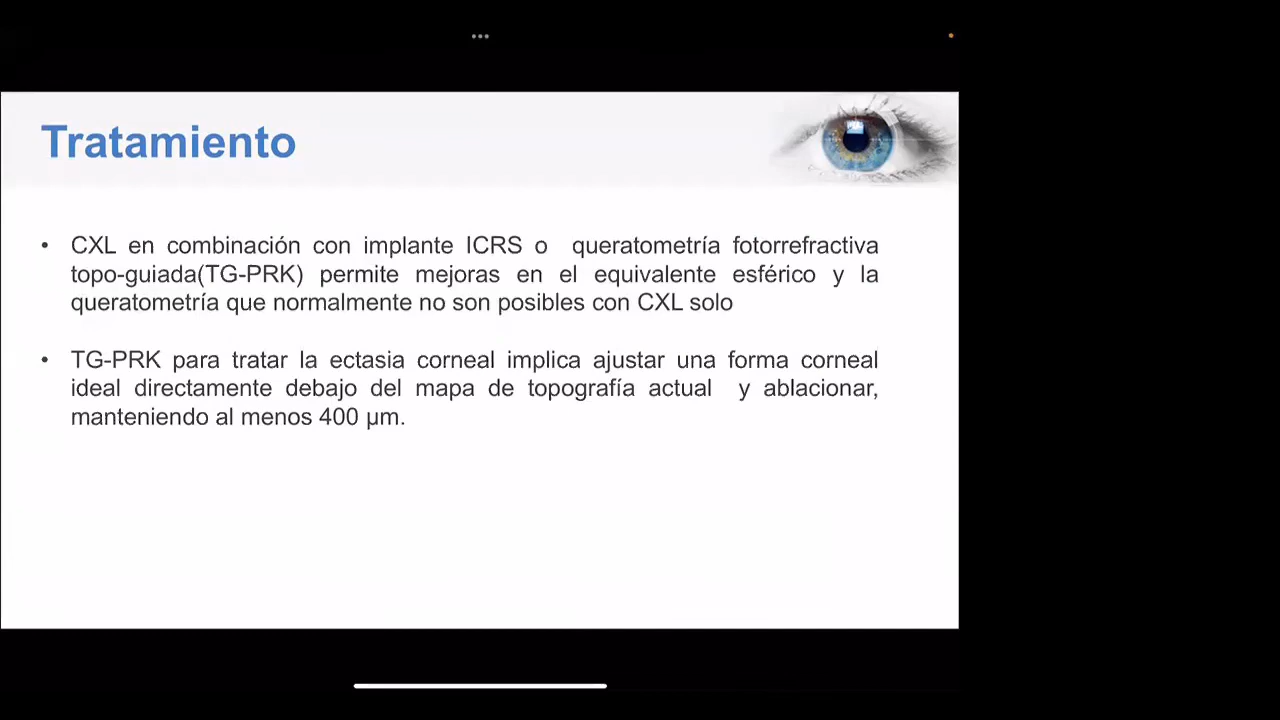 Tratamiento
• CXL en combinación con implante ICRS o queratometría fotorrefractiva
topo-guiada(TG-PRK) permite mejoras en el equivalente esférico y la
queratometría que normalmente no son posibles con CXL solo
• TG-PRK para tratar la ectasia corneal implica ajustar una forma corneal
ideal directamente debajo del mapa de topografía actual y ablacionar,
manteniendo al menos 400 µm.